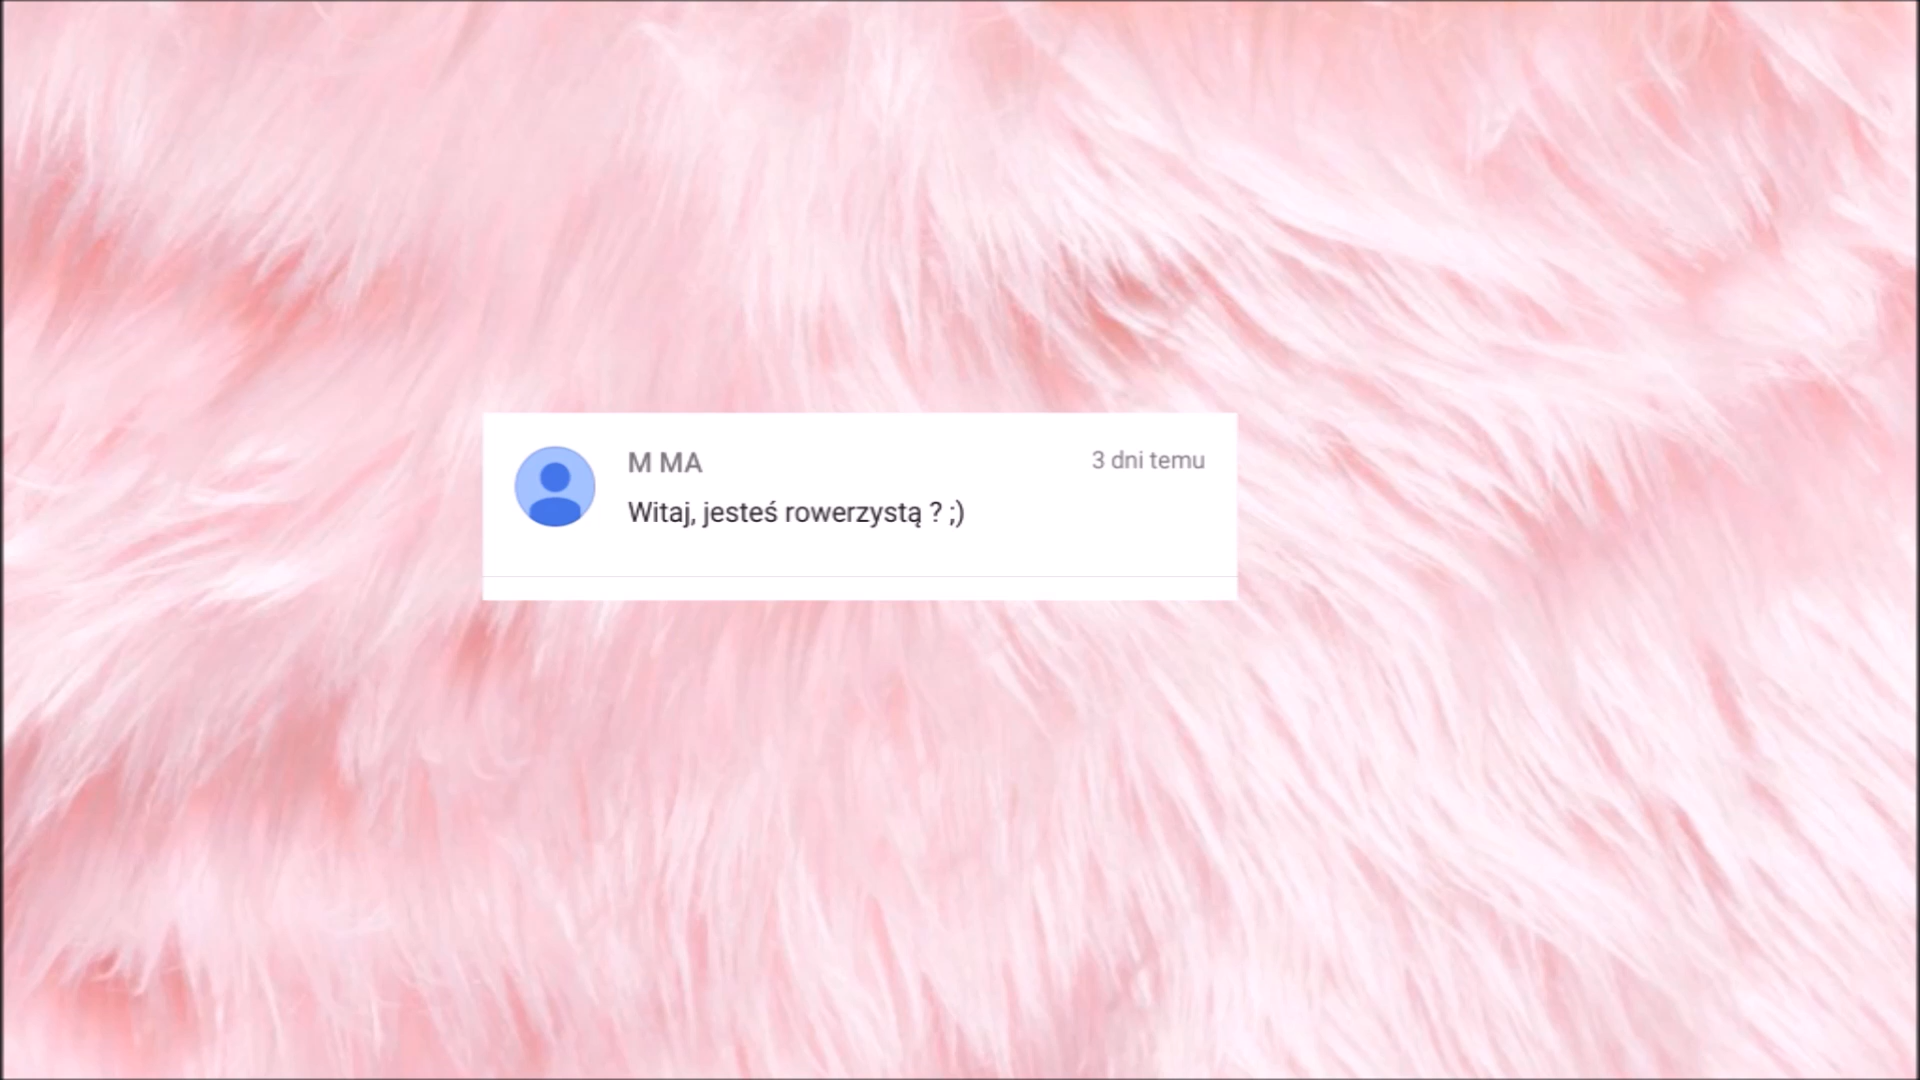 M MA
3 dni temu
Witaj, jesteś rowerzystą ? ;)